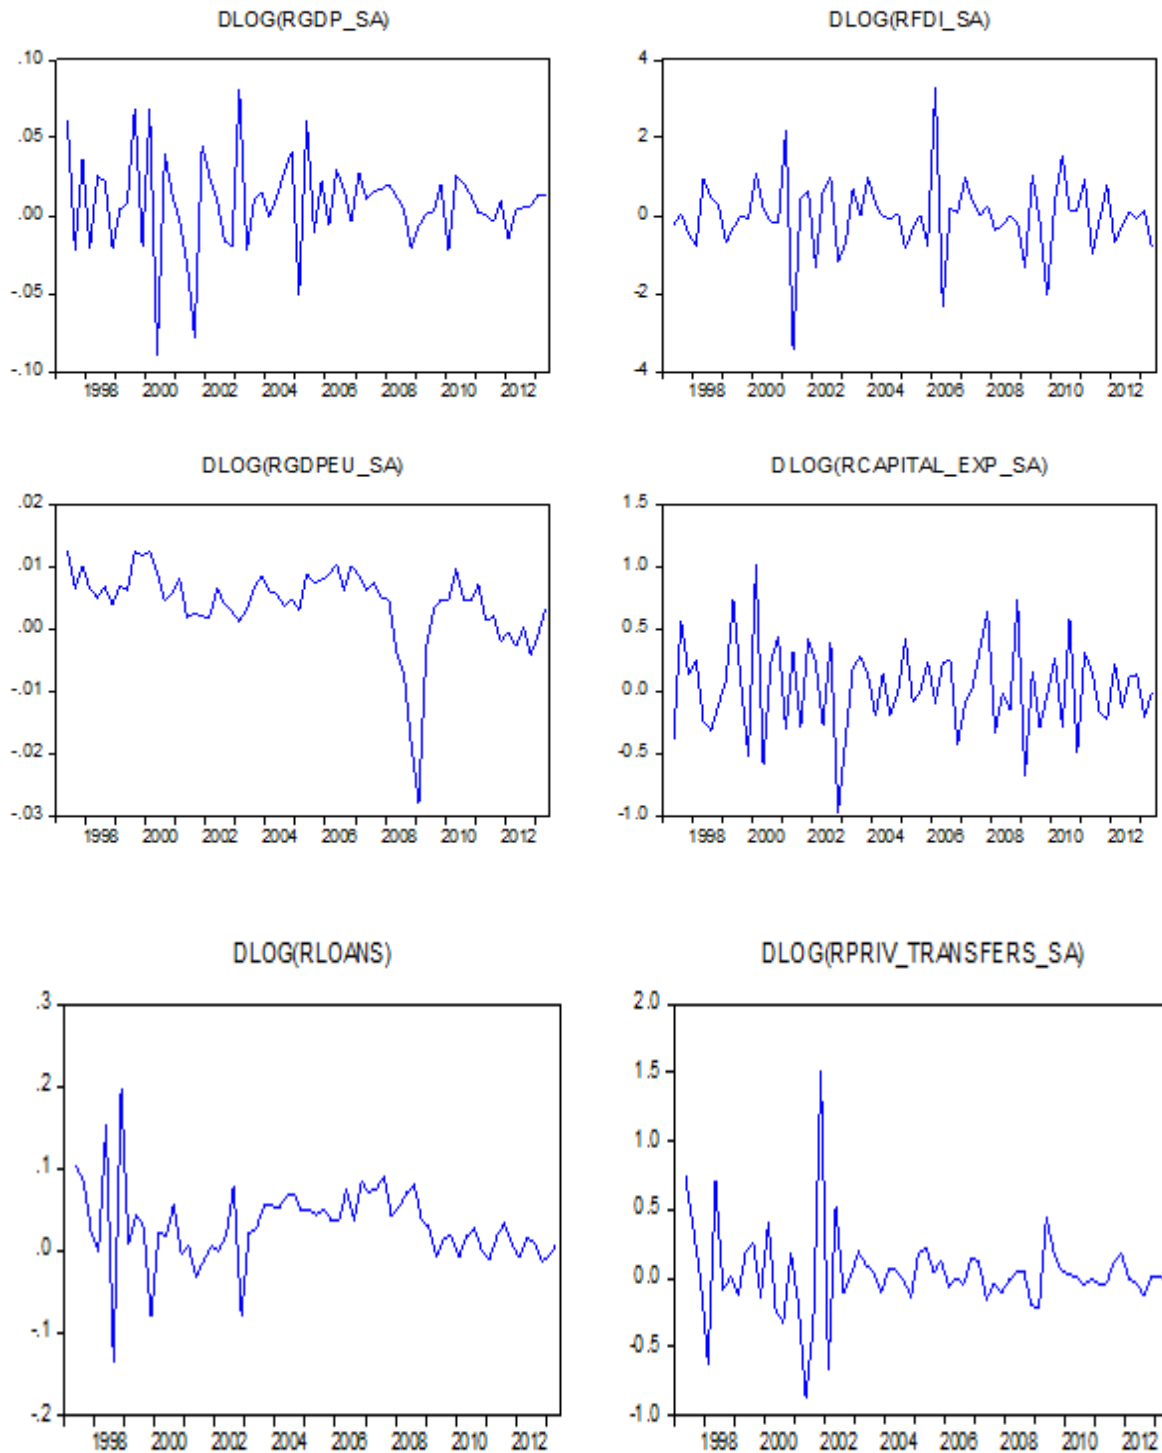 DLOG(RGDP_SA)
.10
.05
.00
-.05
-.10
1998 2000 2002 2004 2006 2008 2010 2012
DLOG(RFDI_SA)
4
2
0
-2
-4
1998 2000 2002 2004 2006 2008 2010 2012
DLOG(RGDPEU_SA)
.02
.01
.00
-.01
-.02
-.03
1998 2000 2002 2004 2006 2008 2010 2012
DLOG(RCAPITAL_EXP_SA)
1.5
1.0
0.5
0.0
-0.5
-1.0
1998 2000 2002 2004 2006 2008 2010 2012
DLOG(RLOANS)
.3
.2
.1
.0
-.1
-.2
1998 2000 2002 2004 2006 2008 2010 2012
DLOG(RPRIV_TRANSFERS_SA)
2.0
1.5
1.0
0.5
0.0
-0.5
-1.0
1998 2000 2002 2004 2006 2008 2010 2012